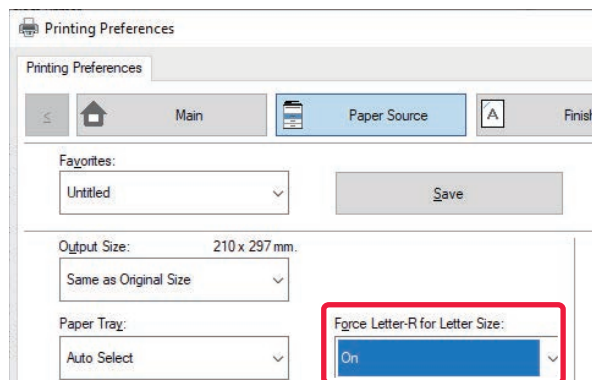 Printing Preferences
Printing Preferences
<
Main
Paper Source
A
Finish
Favorites:
Untitled
Save
Output Size: 210 x 297 mm.
Same as Original Size
Paper Tray: Force Letter-R for Letter Size:
Auto Select On